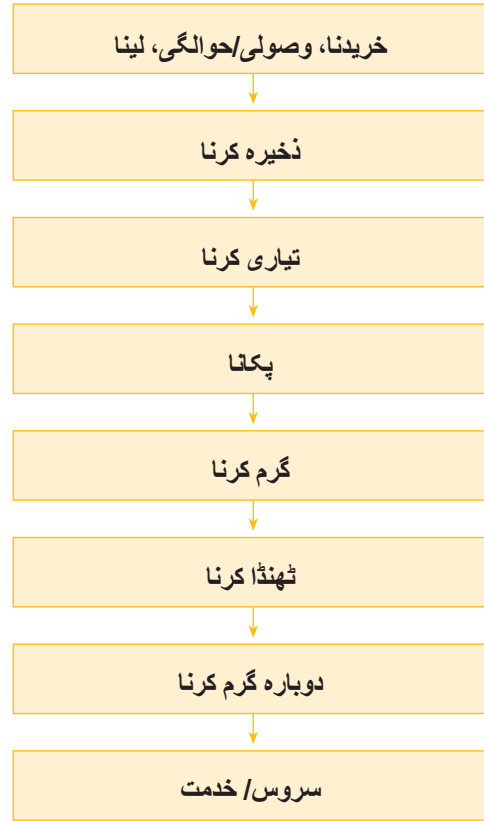 خریدنا، وصولی/حوالگی، لینا
ذخیرہ کرنا
تیاری کرنا
پکانا
گرم کرنا
ٹھنڈا کرنا
دوبارہ گرم کرنا
سروس/ خدمت